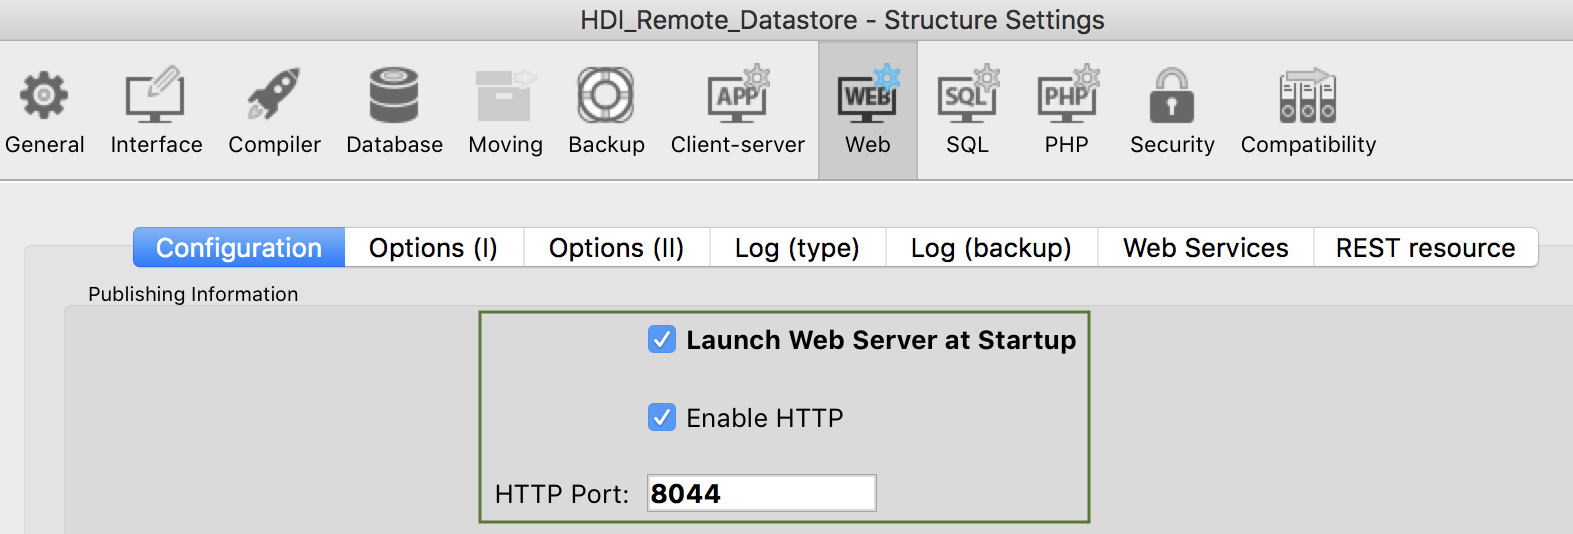 HDI_Remote_Datastore - Structure Settings
APP WEB SQL PHP
General Interface Compiler Database Moving Backup Client-server Web SQL PHP Security Compatibility
Configuration Options (I) Options (II) Log (type) Log (backup) Web Services REST resource
Publishing Information
Launch Web Server at Startup
Enable HTTP
HTTP Port: 8044